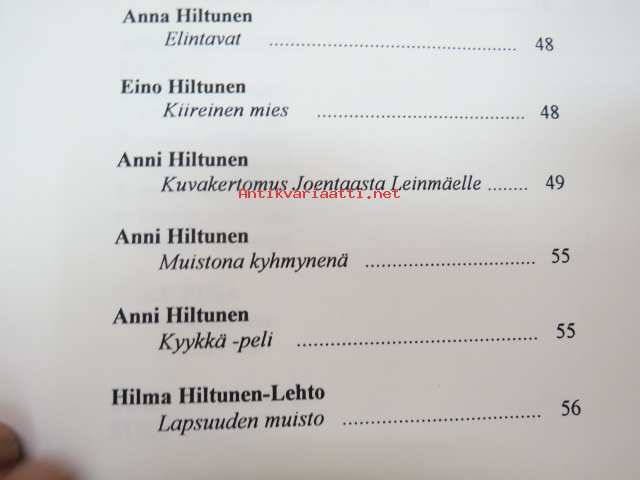 Anna Hiltunen
Elintavat ................................................ 48
Eino Hiltunen
Kiireinen mies ........................................ 48
Anni Hiltunen
Kuvakertomus Joentaasta Leinmäelle ........ 49
Antikvariaatti.net
Anni Hiltunen
Muistona kyhmynenä ................................. 55
Anni Hiltunen
Kyykkä -peli .............................................. 55
Hilma Hiltunen-Lehto
Lapsuuden muisto ...................................... 56